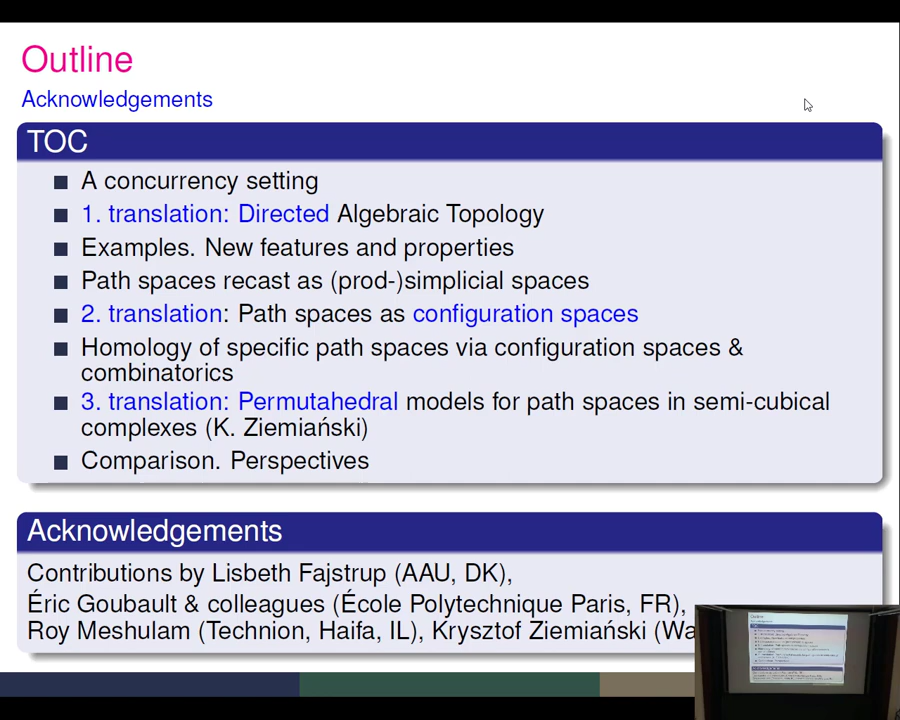 Outline
Acknowledgements
TOC
A concurrency setting
1. translation: Directed Algebraic Topology
Examples. New features and properties
Path spaces recast as (prod-)simplicial spaces
2. translation: Path spaces as configuration spaces
Homology of specific path spaces via configuration spaces &
combinatorics
3. translation: Permutahedral models for path spaces in semi-cubical
complexes (K. Ziemiański)
Comparison. Perspectives
Acknowledgements
Contributions by Lisbeth Fajstrup (AAU, DK),
Éric Goubault & colleagues (École Polytechnique Paris, FR),
Roy Meshulam (Technion, Haifa, IL), Krysztof Ziemiański